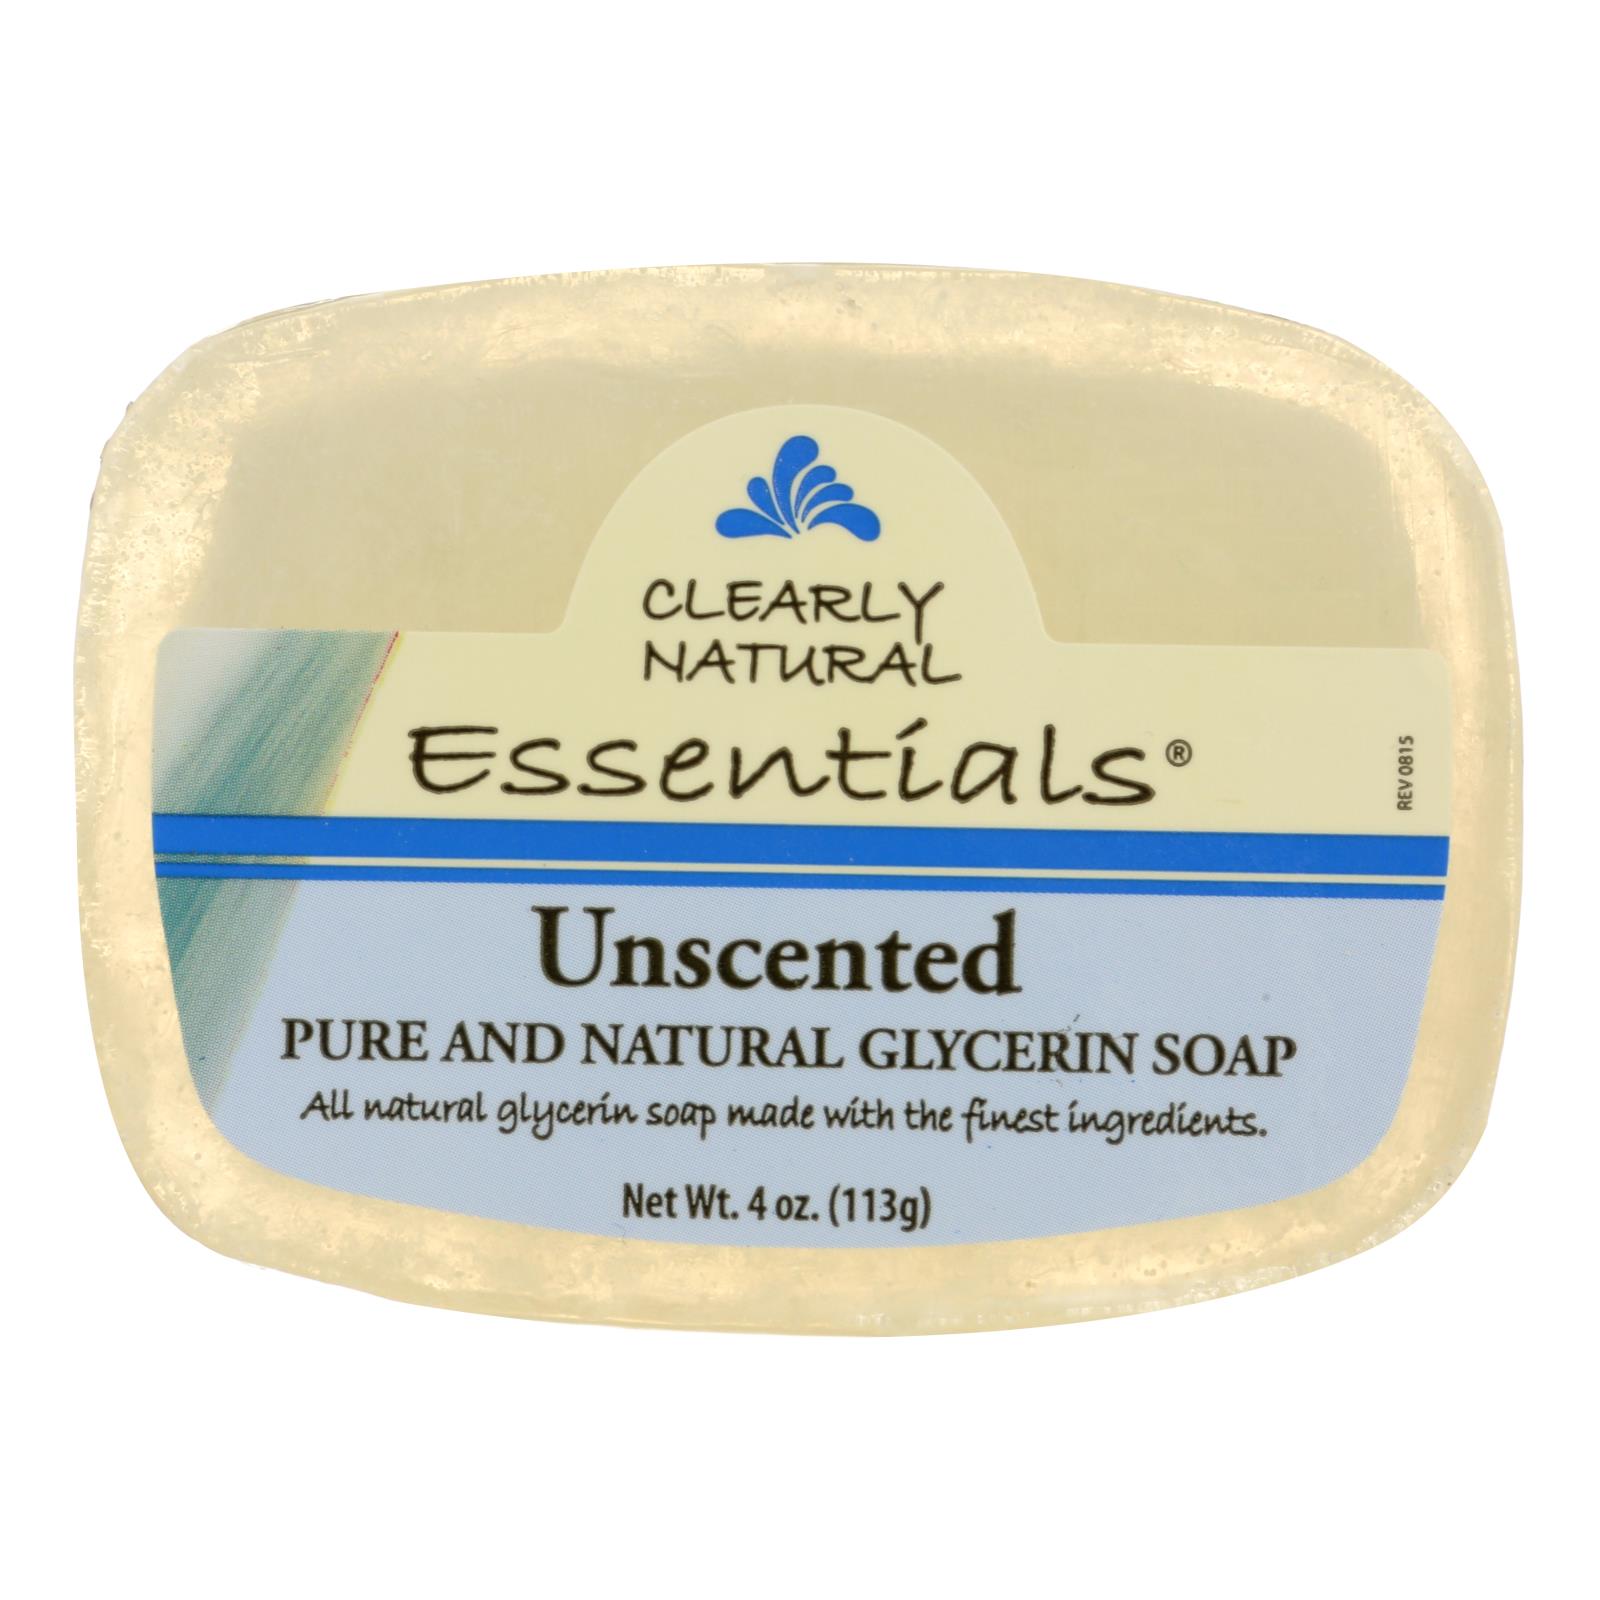 CLEARLY
NATURAL
Essentials®
REV 0815
Unscented
PURE AND NATURAL GLYCERIN SOAP
All natural glycerin soap made with the finest ingredients.
Net Wt. 4 oz. (113g)